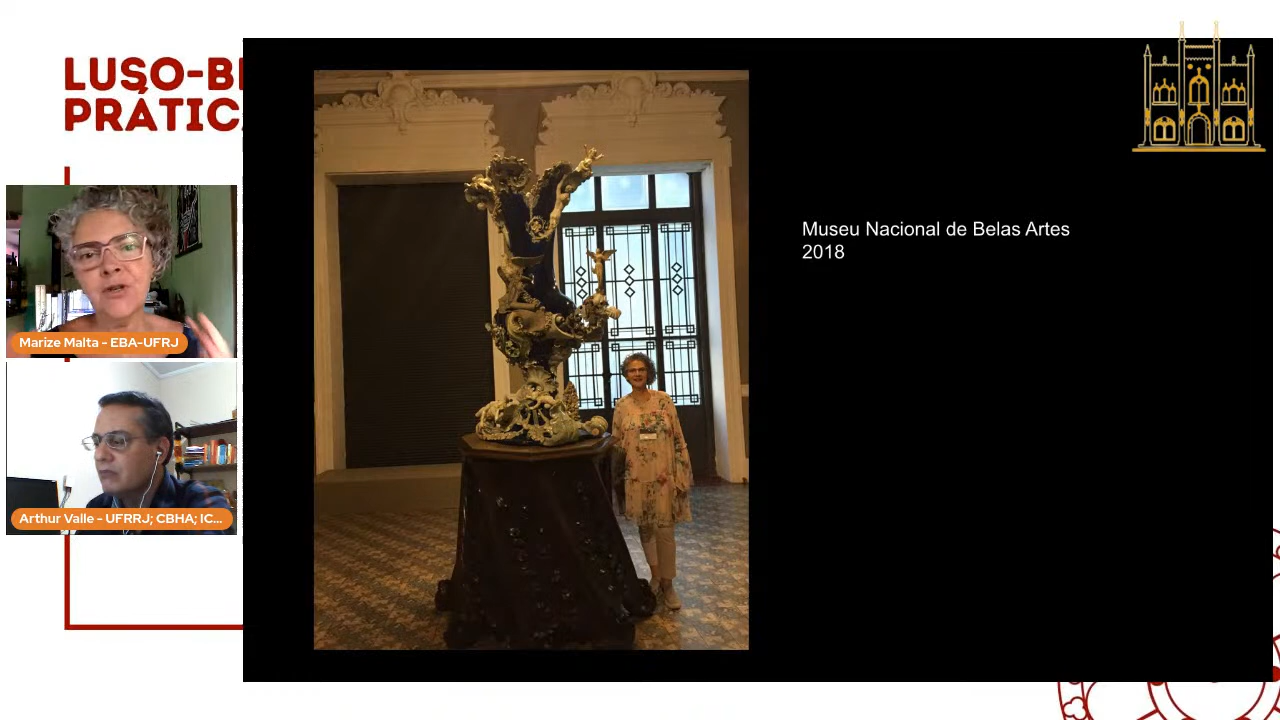 LUSO-B
PRÁTIC
Museu Nacional de Belas Artes
2018
Marize Malta - EBA-UFRJ
Arthur Valle - UFRRJ; CBHA; IC...